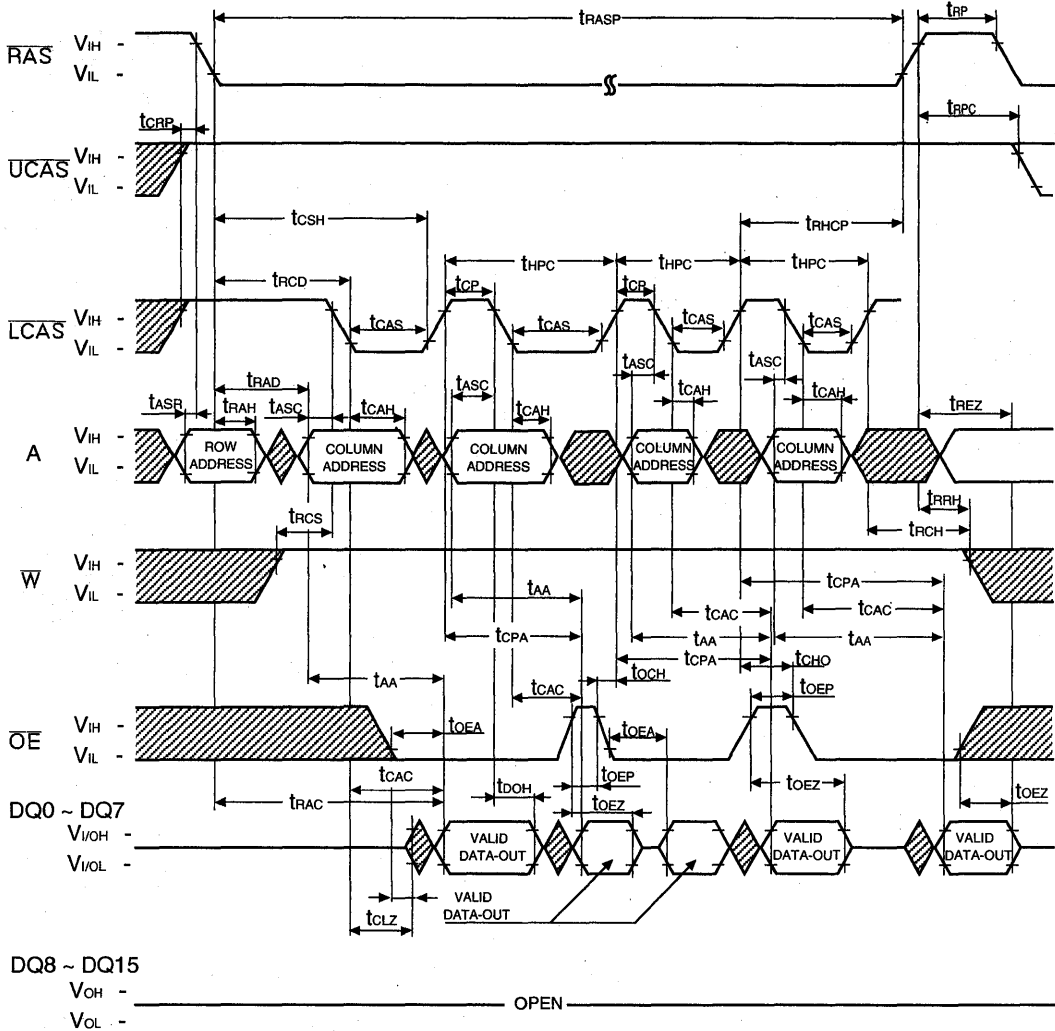 tRASP
tRP
RAS
VIH -
VIL -
tCRP
tRPC
UCAS
VIH -
VIL -
tCSH
tRHCP
tHPC
tHPC
tHPC
tRCD
tCP
tCP
LCAS
VIH -
VIL -
tCAS
tCAS
tCAS
tCAS
tASC
tASC
tRAD
tASC
tCAH
tCAH
tASR
tRAH
tASC
tCAH
tCAH
tREZ
A
VIH -
VIL -
ROW ADDRESS
COLUMN ADDRESS
COLUMN ADDRESS
COLUMN ADDRESS
COLUMN ADDRESS
tRRH
tRCS
tRCH
W
VIH -
VIL -
tCPA
tAA
tCAC
tCAC
tCPA
tAA
tAA
tCPA
tCHO
tOCH
tAA
tCAC
tOEP
OE
VIH -
VIL -
tOEA
tOEA
tCAC
tOEP
tOEZ
tDOH
tOEZ
tOEZ
tRAC
DQ0 ~ DQ7
VI/OH -
VI/OL -
VALID DATA-OUT
VALID DATA-OUT
VALID DATA-OUT
VALID
DATA-OUT
tCLZ
DQ8 ~ DQ15
VOH -
OPEN
VOL -